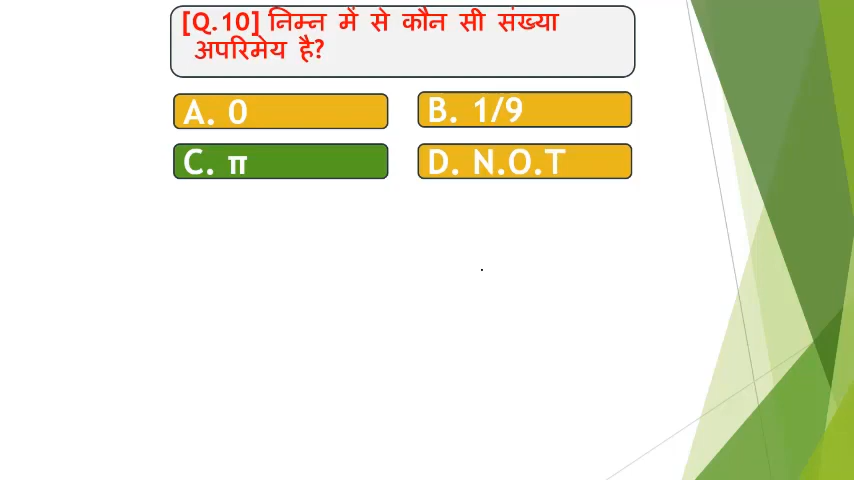 [Q.10] निम्न में से कौन सी संख्या
अपरिमेय है?
A. 0
B. 1/9
C. π
D. N.O.T